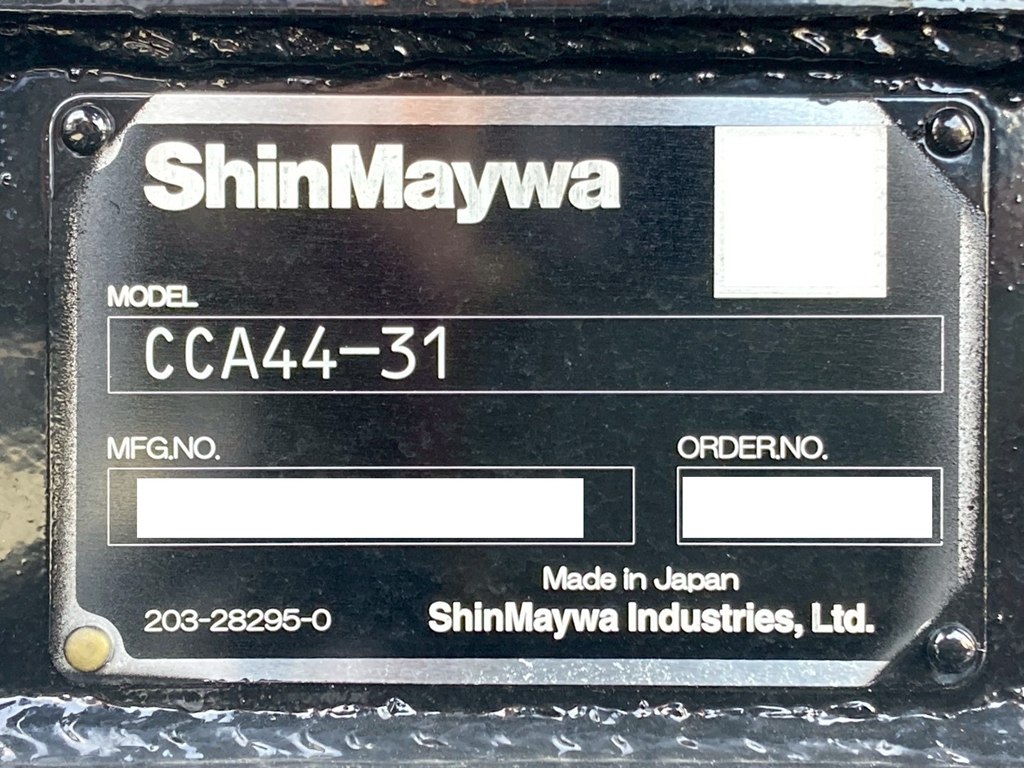 ShinMaywa
MODEL
CCA44-31
MFG.NO.
ORDER.NO.
Made in Japan
203-28295-0
ShinMaywa Industries, Ltd.